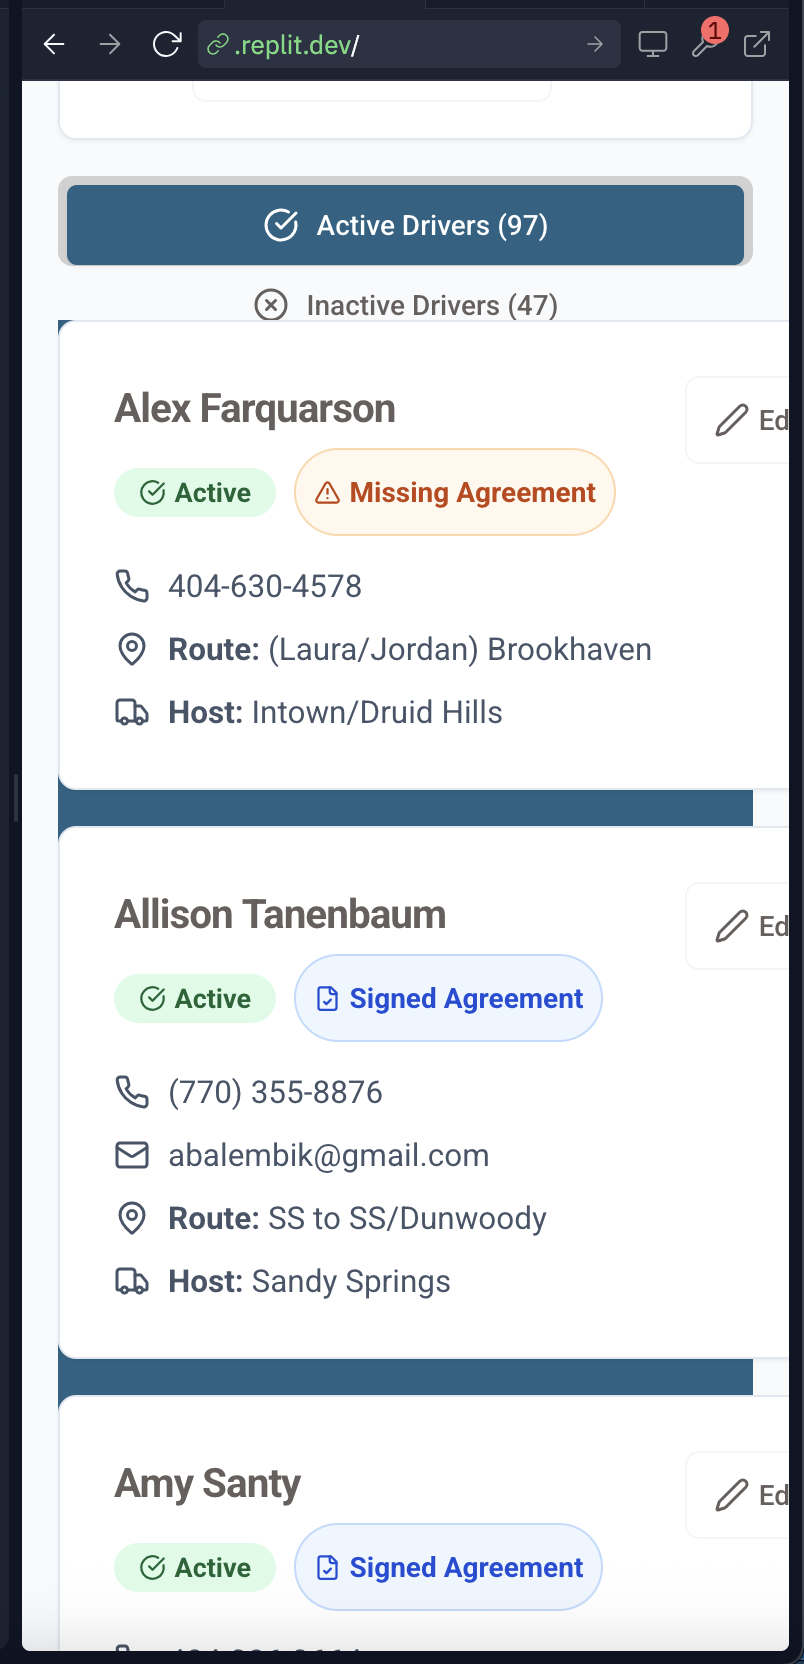 .replit.dev/
1
Active Drivers (97)
Inactive Drivers (47)
Alex Farquarson
Ed
Active
Missing Agreement
404-630-4578
Route: (Laura/Jordan) Brookhaven
Host: Intown/Druid Hills
Allison Tanenbaum
Ed
Active
Signed Agreement
(770) 355-8876
abalembik@gmail.com
Route: SS to SS/Dunwoody
Host: Sandy Springs
Amy Santy
Ed
Active
Signed Agreement